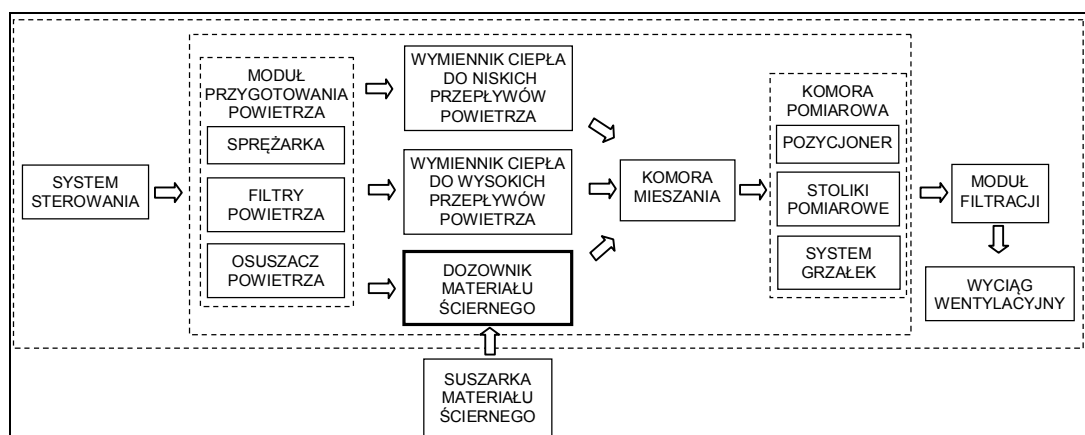 SYSTEM
STEROWANIA
MODUŁ
PRZYGOTOWANIA
POWIETRZA
SPRĘŻARKA
FILTRY
POWIETRZA
OSUSZACZ
POWIETRZA
WYMIENNIK CIEPŁA
DO NISKICH
PRZEPŁYWÓW
POWIETRZA
WYMIENNIK CIEPŁA
DO WYSOKICH
PRZEPŁYWÓW
POWIETRZA
DOZOWNIK
MATERIAŁU
ŚCIERNEGO
SUSZARKA
MATERIAŁU
ŚCIERNEGO
KOMORA
MIESZANIA
KOMORA
POMIAROWA
POZYCJONER
STOLIKI
POMIAROWE
SYSTEM
GRZAŁEK
MODUŁ
FILTRACJI
WYCIĄG
WENTYLACYJNY